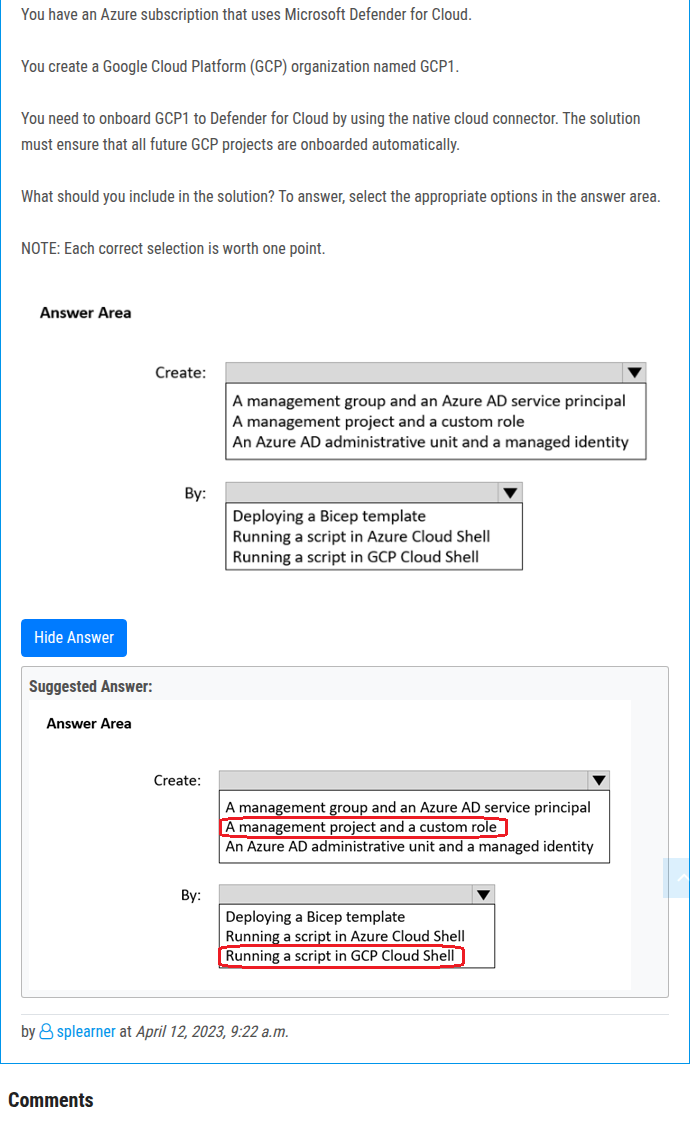 You have an Azure subscription that uses Microsoft Defender for Cloud.
You create a Google Cloud Platform (GCP) organization named GCP1.
You need to onboard GCP1 to Defender for Cloud by using the native cloud connector. The solution
must ensure that all future GCP projects are onboarded automatically.
What should you include in the solution? To answer, select the appropriate options in the answer area.
NOTE: Each correct selection is worth one point.
Answer Area
Create:
A management group and an Azure AD service principal
A management project and a custom role
An Azure AD administrative unit and a managed identity
By:
Deploying a Bicep template
Running a script in Azure Cloud Shell
Running a script in GCP Cloud Shell
Hide Answer
Suggested Answer:
Answer Area
Create:
A management group and an Azure AD service principal
A management project and a custom role
An Azure AD administrative unit and a managed identity
By:
Deploying a Bicep template
Running a script in Azure Cloud Shell
Running a script in GCP Cloud Shell
by splearner at April 12, 2023, 9:22 a.m.
Comments